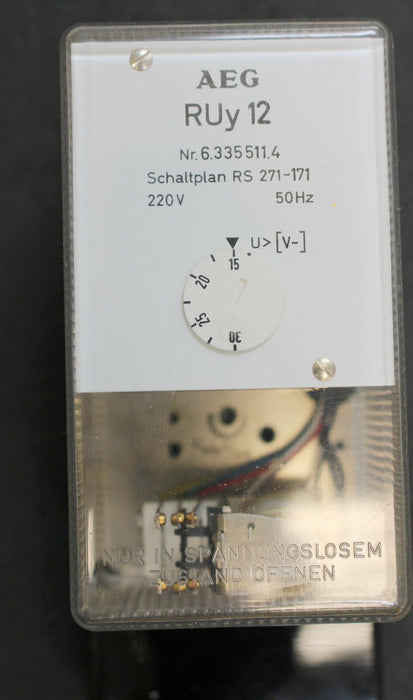 AEG
RUy 12
Nr. 6.335 511.4
Schaltplan RS 271-171
220V 50Hz
U>[V-]
15
20
25
30
NUR IN SPANNUNGSLOSEM
ZUSTAND ÖFFNEN